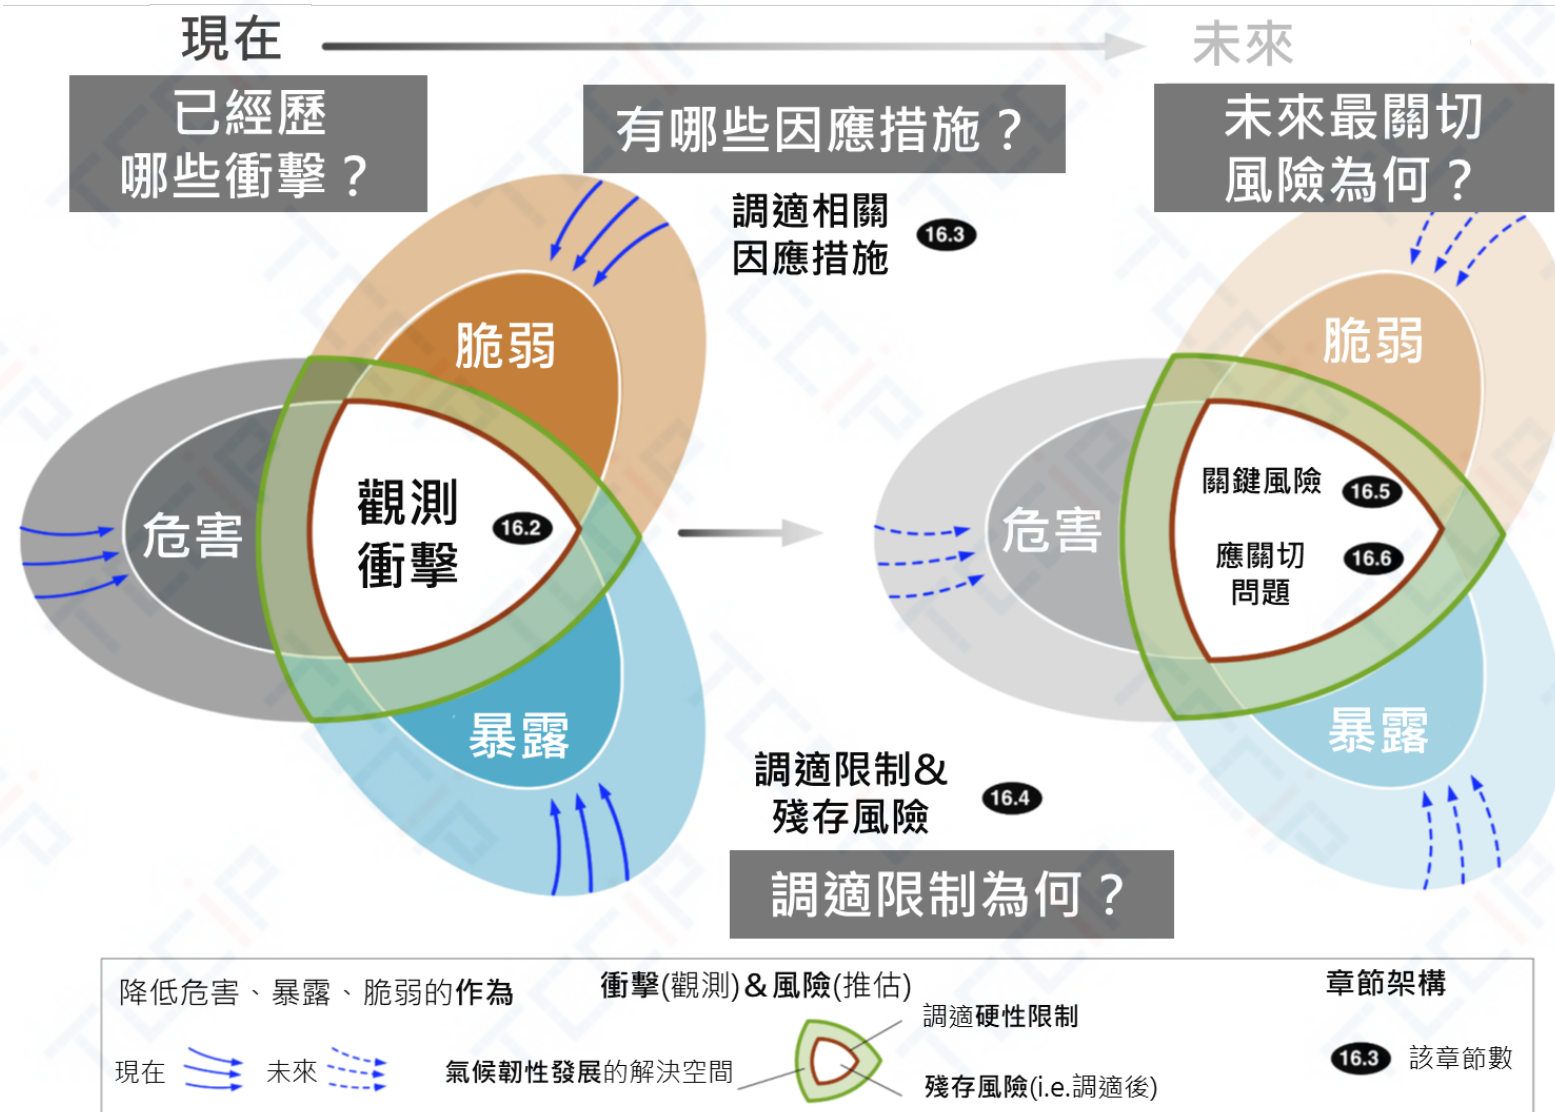 現在
未來
已經歷
哪些衝擊？
有哪些因應措施？
未來最關切
風險為何？
調適相關
因應措施
16.3
脆弱
脆弱
危害
觀測
衝擊
16.2
危害
關鍵風險
16.5
應關切
問題
16.6
暴露
暴露
調適限制&
殘存風險
16.4
調適限制為何？
降低危害、暴露、脆弱的作為
現在
未來
衝擊(觀測)&風險(推估)
氣候韌性發展的解決空間
調適硬性限制
殘存風險(i.e.調適後)
章節架構
16.3
該章節數
TCCIP